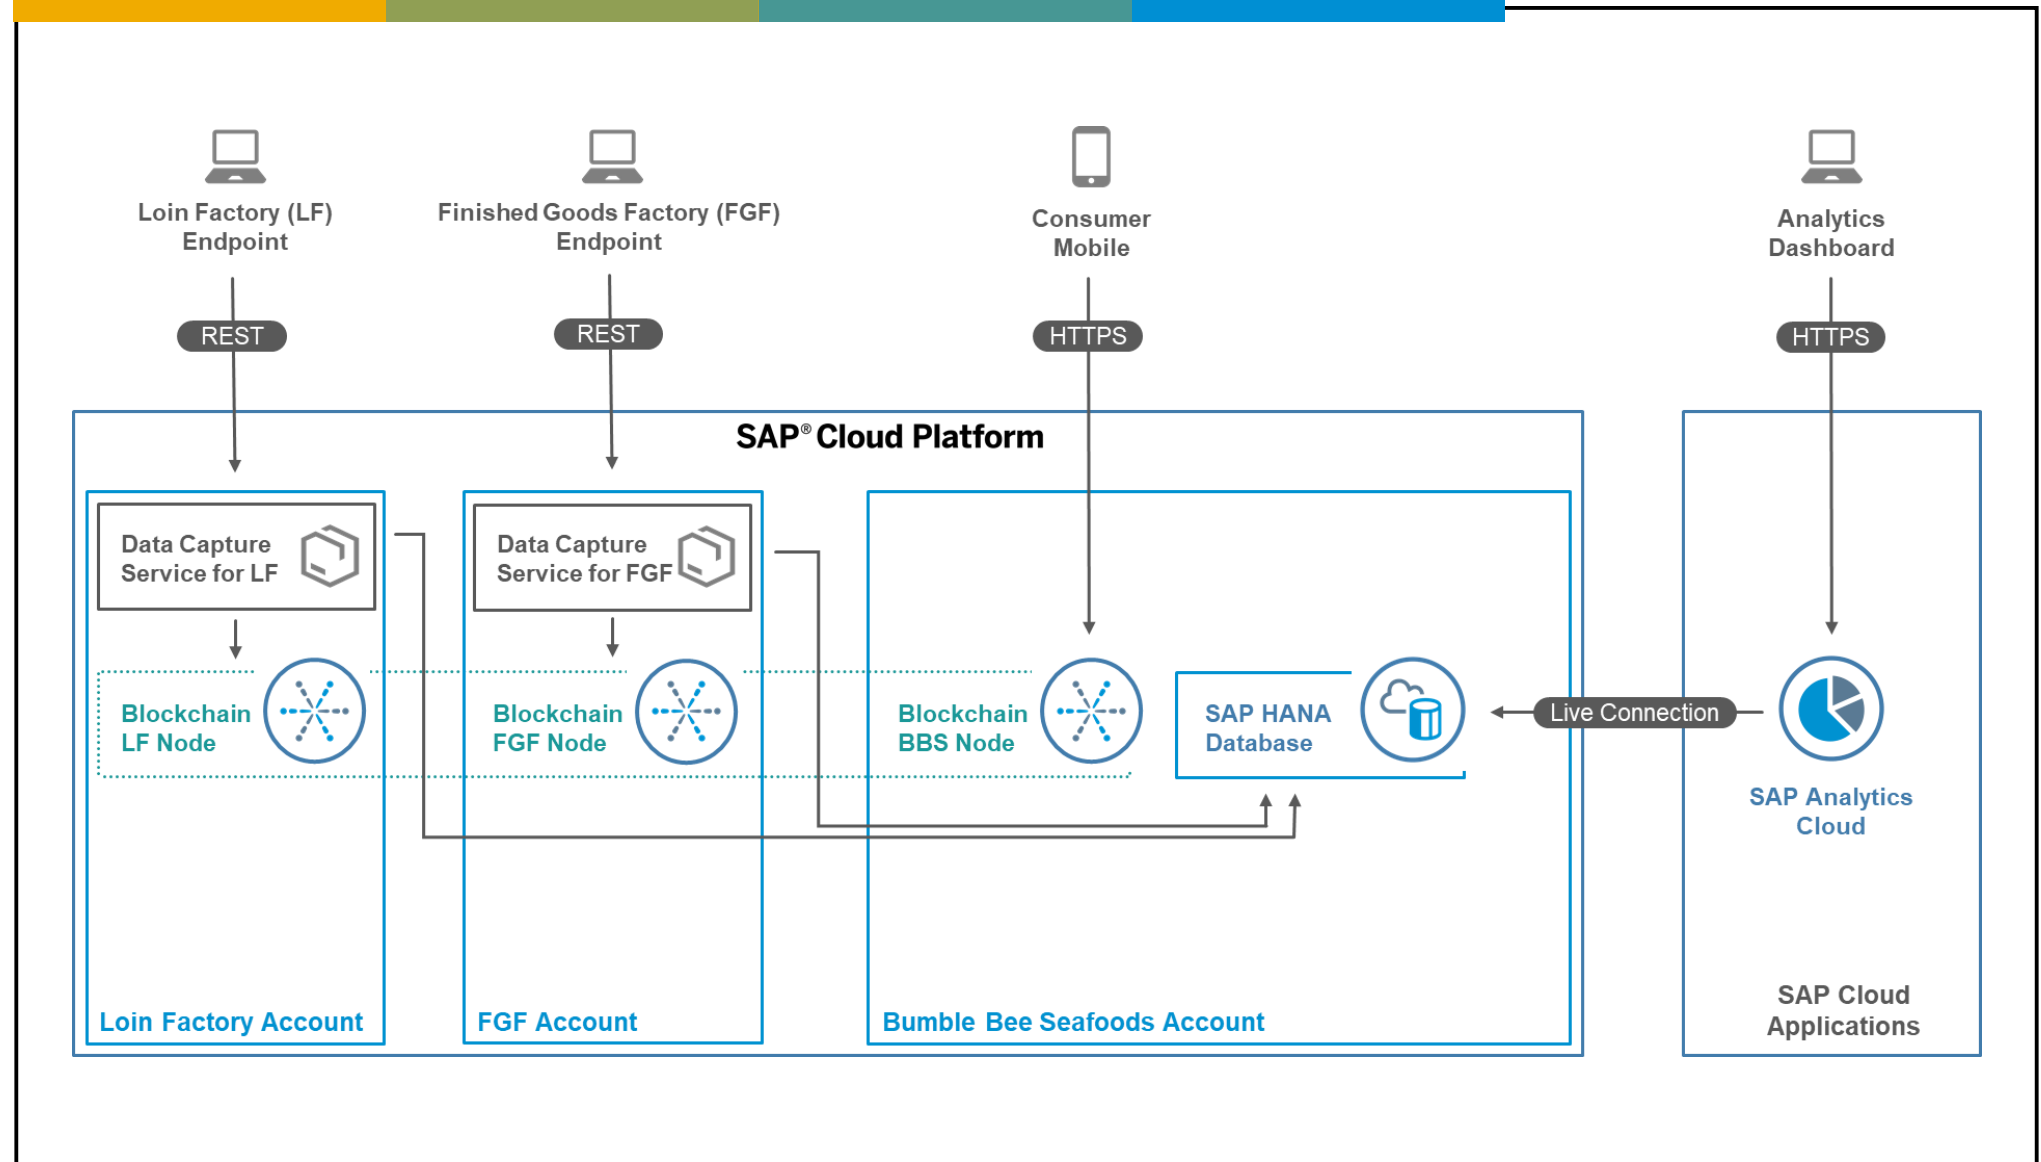 Loin Factory (LF)
Endpoint
Finished Goods Factory (FGF)
Endpoint
Consumer
Mobile
Analytics
Dashboard
REST
REST
HTTPS
HTTPS
SAP® Cloud Platform
Data Capture
Service for LF
Data Capture
Service for FGF
Blockchain
LF Node
Blockchain
FGF Node
Blockchain
BBS Node
SAP HANA
Database
Live Connection
SAP Analytics
Cloud
Loin Factory Account
FGF Account
Bumble Bee Seafoods Account
SAP Cloud
Applications